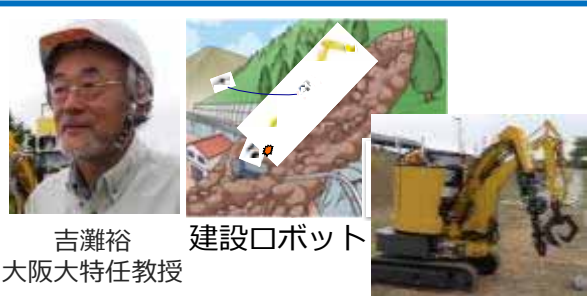 吉灘裕
大阪大特任教授
建設ロボット